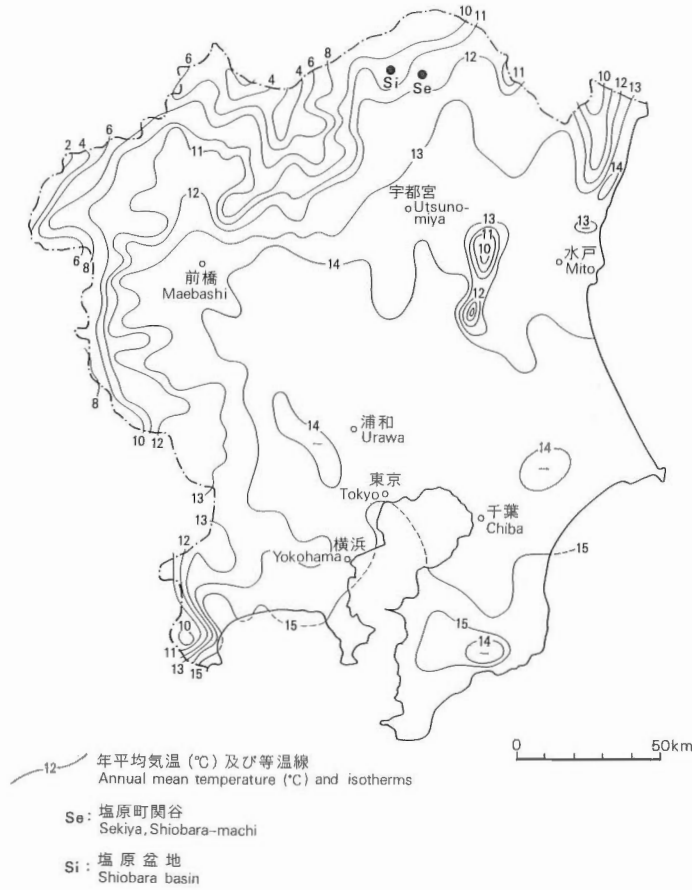 10 11
6
8
6
4
4
12
11
Si
Se
10 12 13
2 4
6
11
13
14
12
宇都宮
Utsuno-
miya
13
11
10
13
水戸
Mito
6
8
前橋
Maebashi
14
12
8
14
浦和
Urawa
10 12
14
13
東京
Tokyo
千葉
Chiba
13
12
横浜
Yokohama
15
15
15
14
10
11
13
15
0 50km
12
年平均気温(℃)及び等温線
Annual mean temperature (℃) and isotherms
Se: 塩原町関谷
Sekiya, Shiobara-machi
Si: 塩原盆地
Shiobara basin